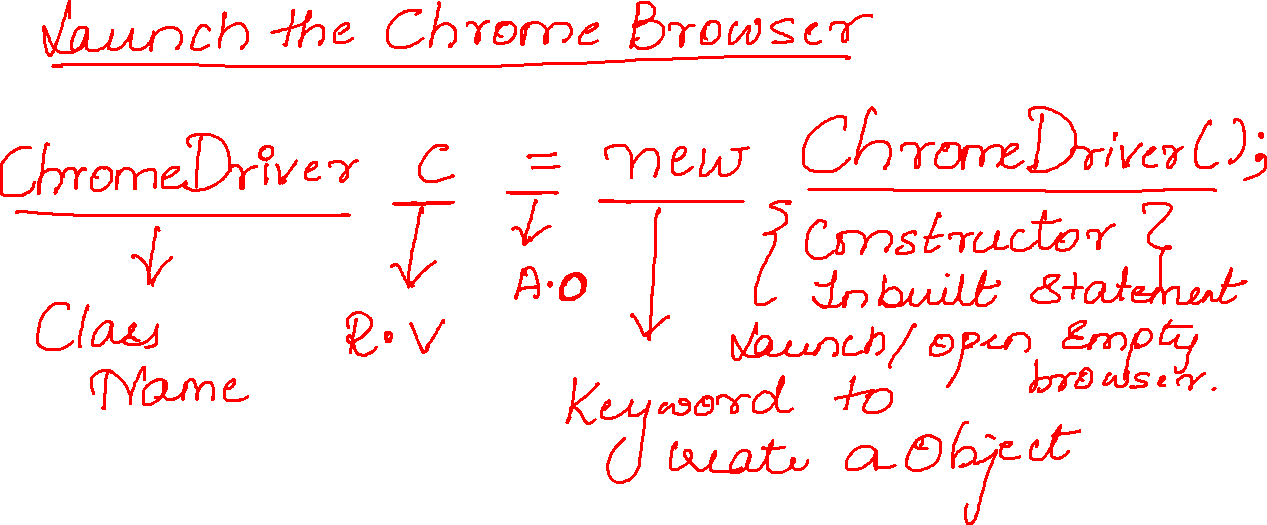 Launch the Chrome Browser
ChromeDriver c = new ChromeDriver();
Class
Name
R.V
A.O
Keyword to
create a Object
{ Constructor }
Inbuilt Statement
Launch/open Empty
browser.